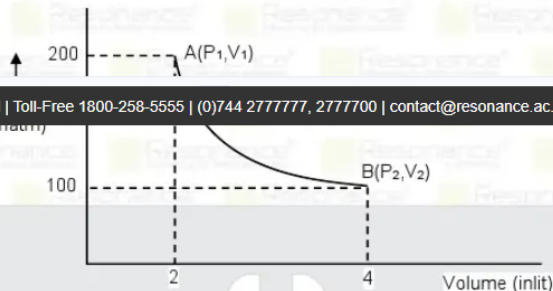 200
A(P₁,V₁)
| Toll-Free 1800-258-5555 | (0)744 2777777, 2777700 | contact@resonance.ac.
B(P₂,V₂)
100
2
4
Volume (inlit)